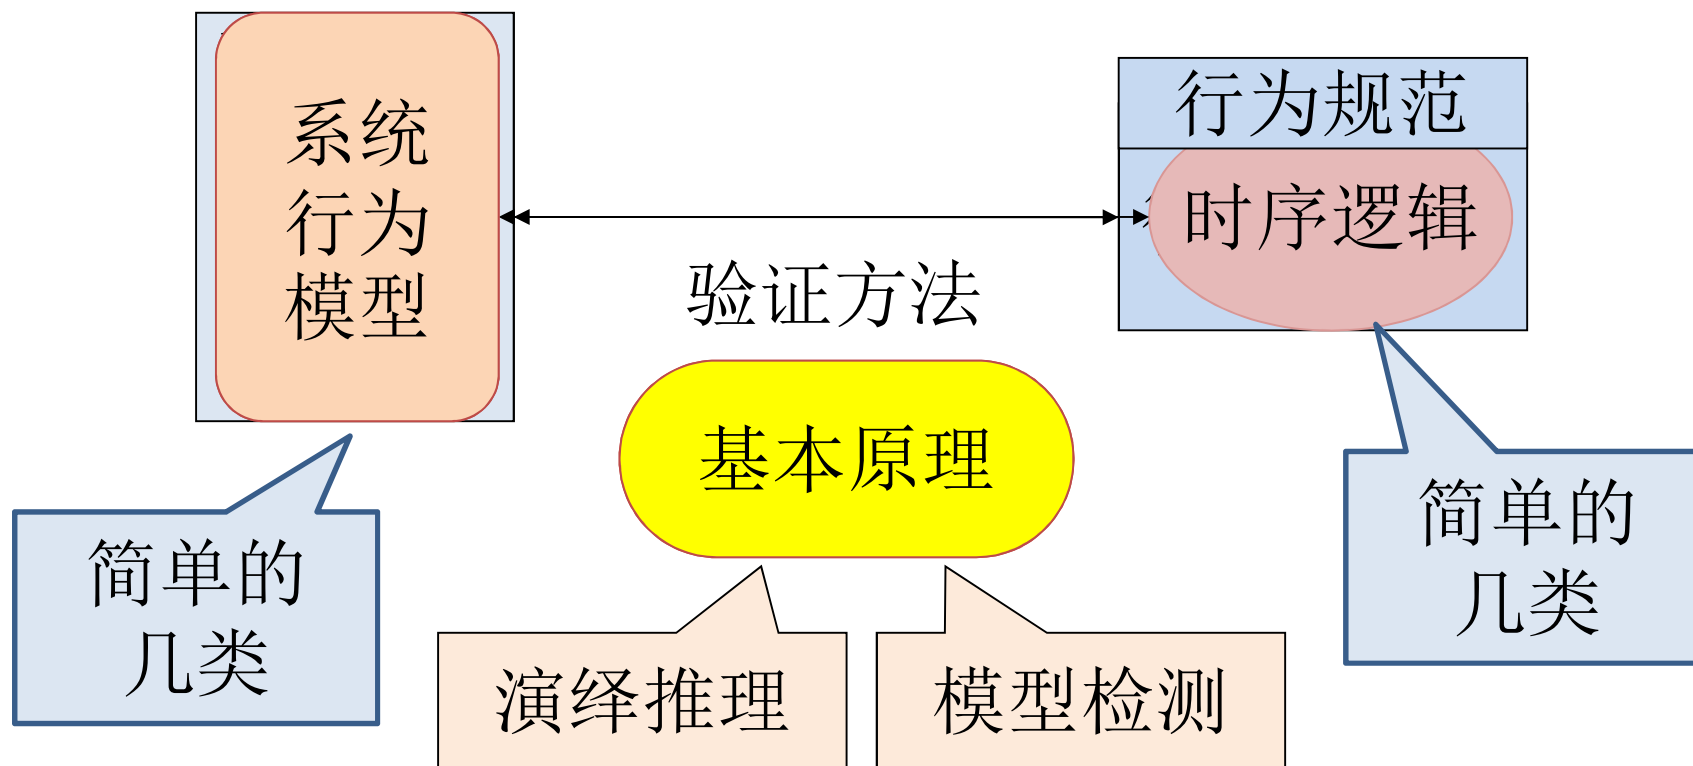 系统
行为
模型
行为规范
时序逻辑
验证方法
基本原理
简单的
几类
简单的
几类
演绎推理
模型检测